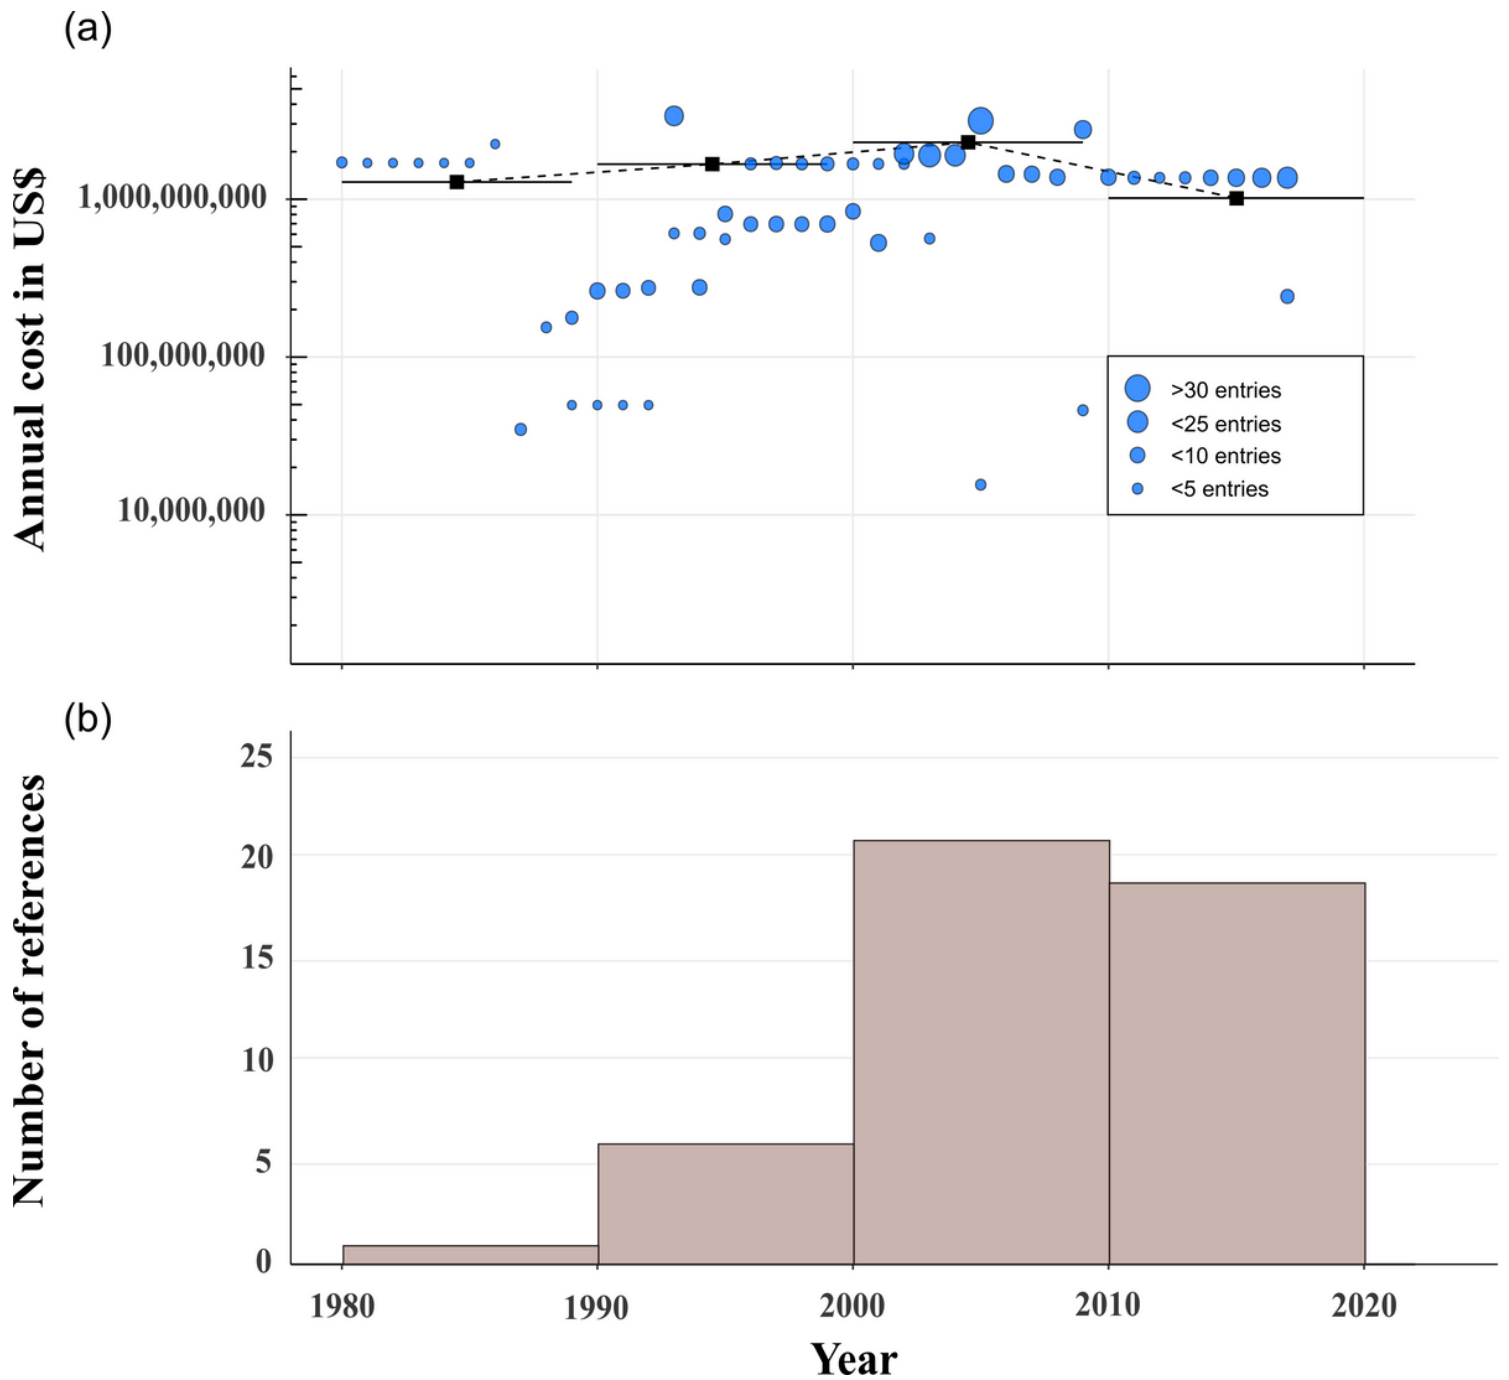 (a)
Annual cost in US$
1,000,000,000
100,000,000
10,000,000
>30 entries
<25 entries
<10 entries
<5 entries
(b)
Number of references
25
20
15
10
5
0
1980 1990 2000 2010 2020
Year